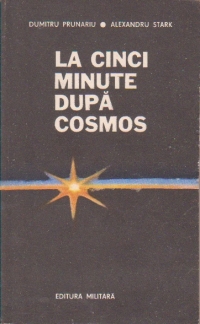 DUMITRU PRUNARIU • ALEXANDRU STARK
LA CINCI
MINUTE
DUPĂ
COSMOS
EDITURA MILITARĂ